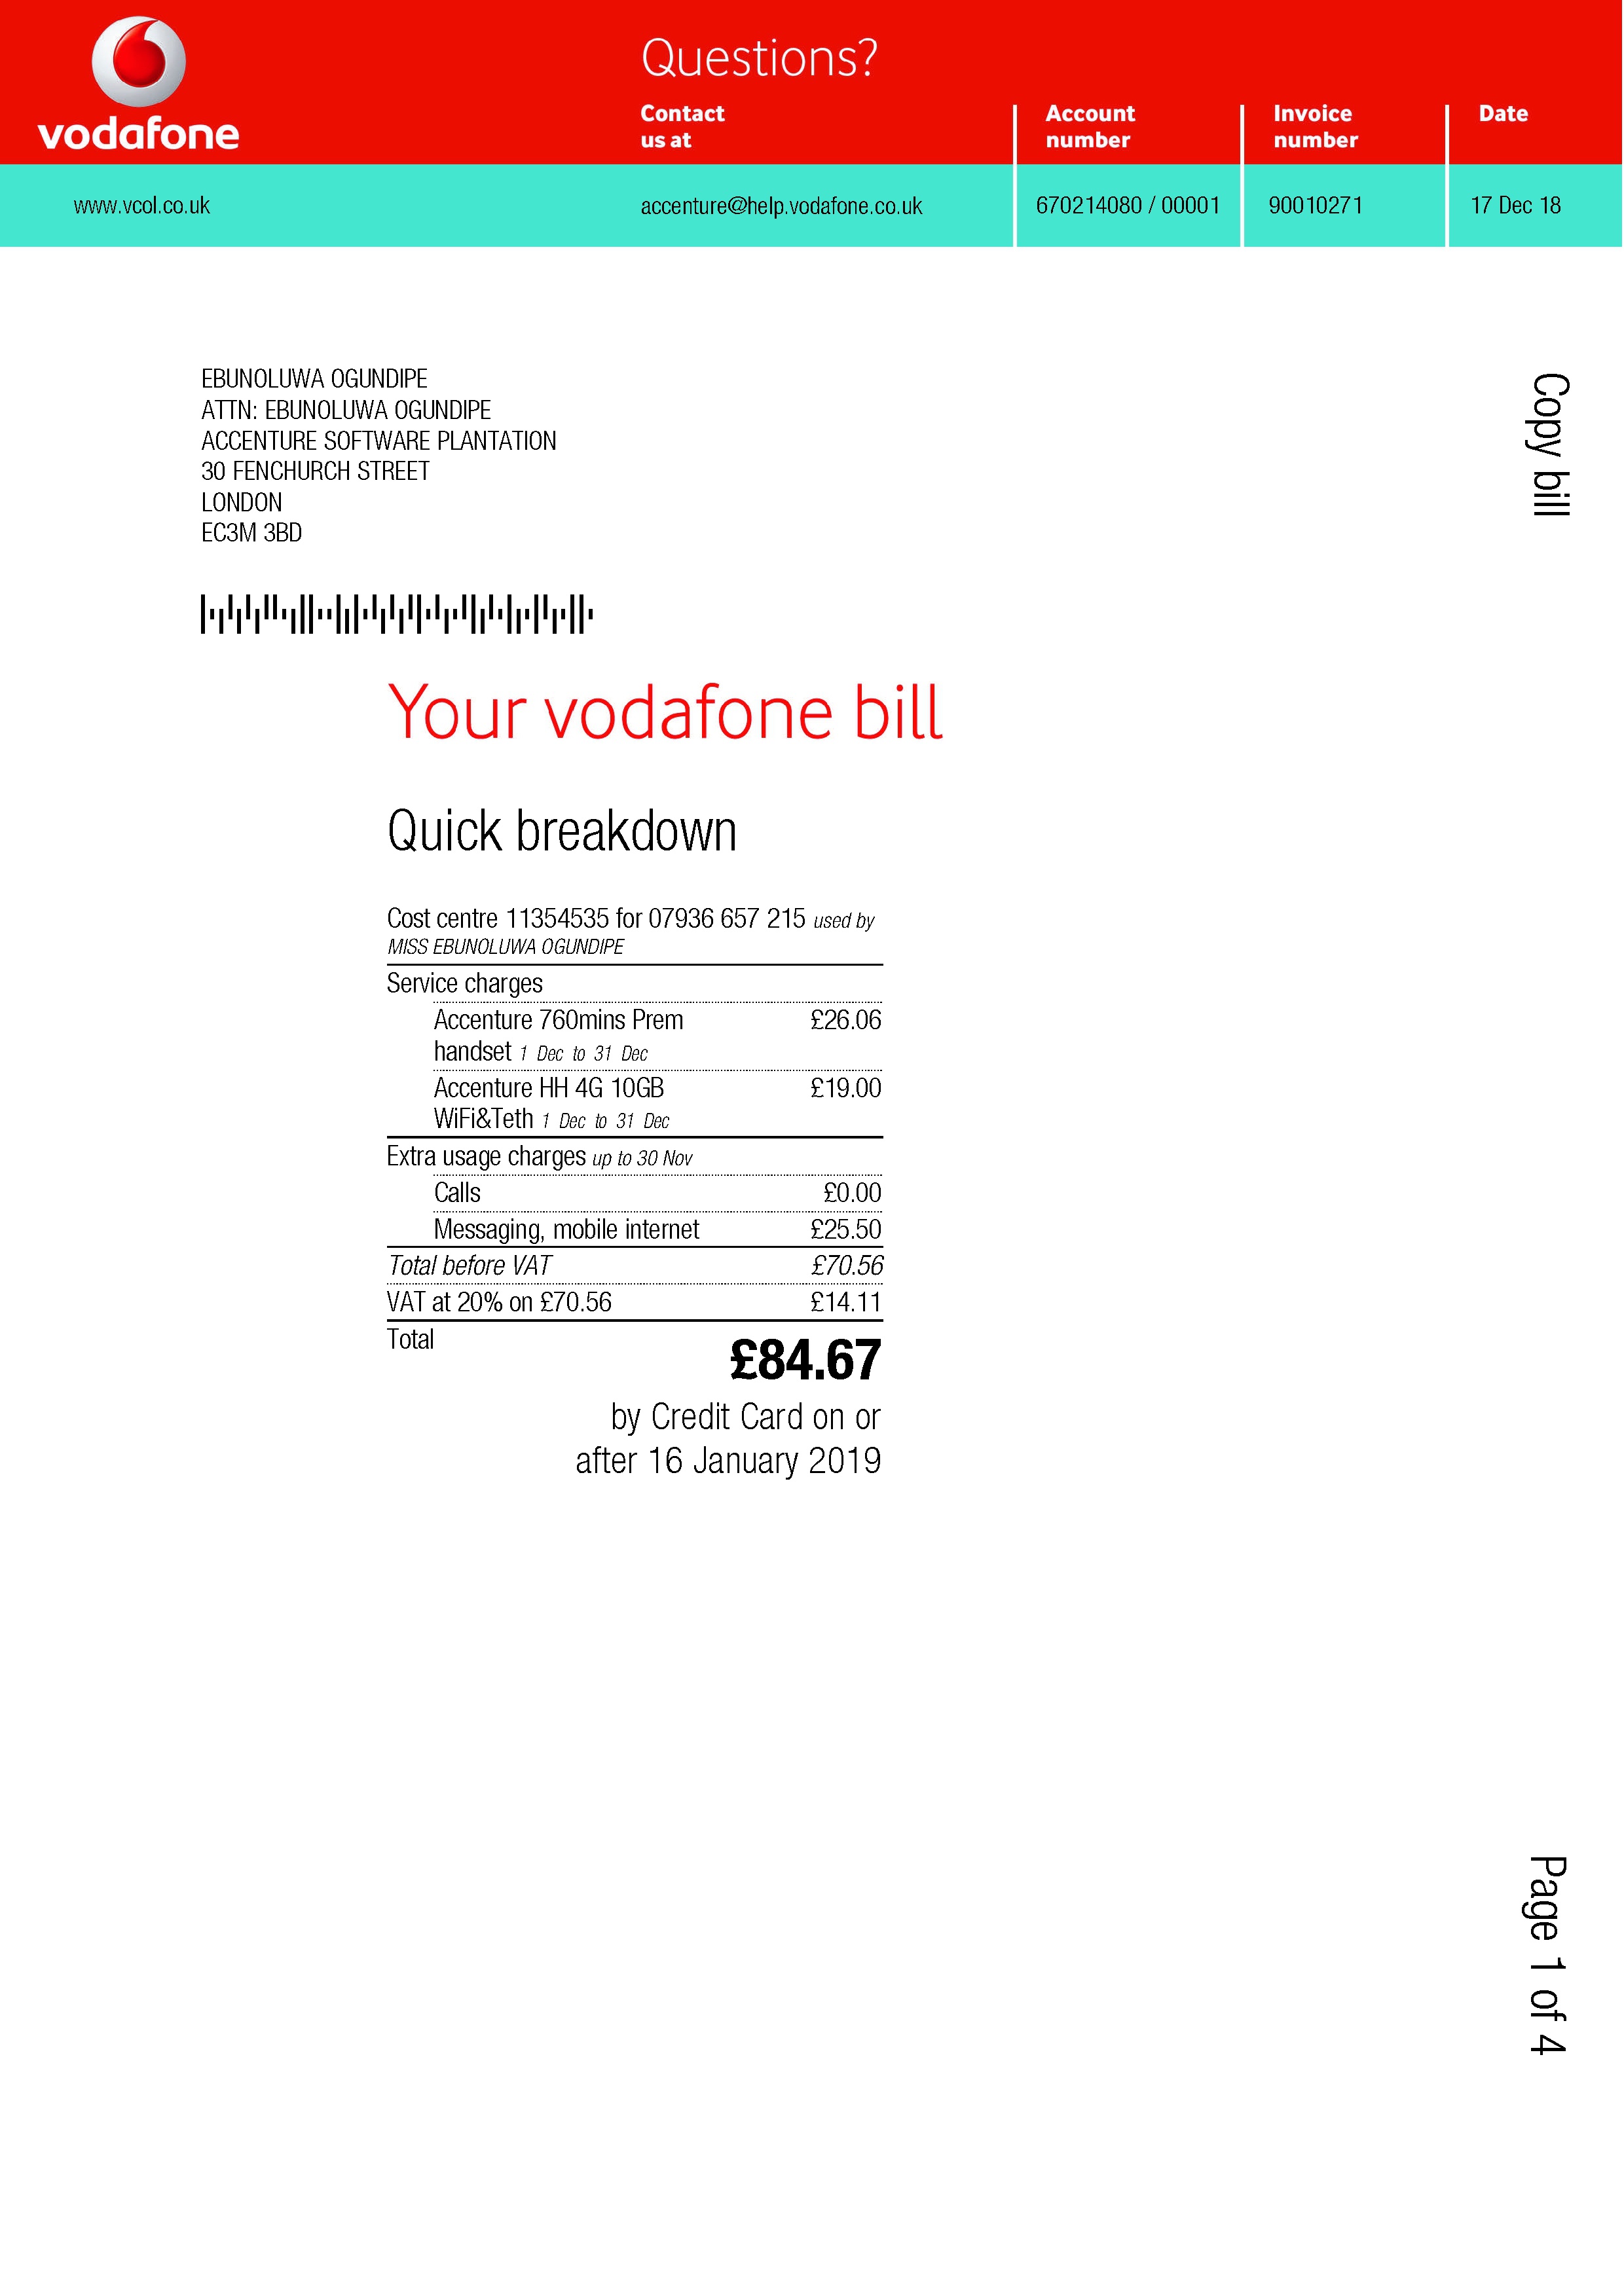 vodafone
Questions?
Contact us at
Account number
Invoice number
Date
www.vcol.co.uk
accenture@help.vodafone.co.uk
670214080 / 00001
90010271
17 Dec 18
EBUNOLUWA OGUNDIPE
ATTN: EBUNOLUWA OGUNDIPE
ACCENTURE SOFTWARE PLANTATION
30 FENCHURCH STREET
LONDON
EC3M 3BD
Copy bill
Your vodafone bill
Quick breakdown
Cost centre 11354535 for 07936 657 215 used by
MISS EBUNOLUWA OGUNDIPE
Service charges
Accenture 760mins Prem £26.06
handset 1 Dec to 31 Dec
Accenture HH 4G 10GB £19.00
WiFi&Teth 1 Dec to 31 Dec
Extra usage charges up to 30 Nov
Calls £0.00
Messaging, mobile internet £25.50
Total before VAT £70.56
VAT at 20% on £70.56 £14.11
Total
£84.67
by Credit Card on or
after 16 January 2019
Page 1 of 4